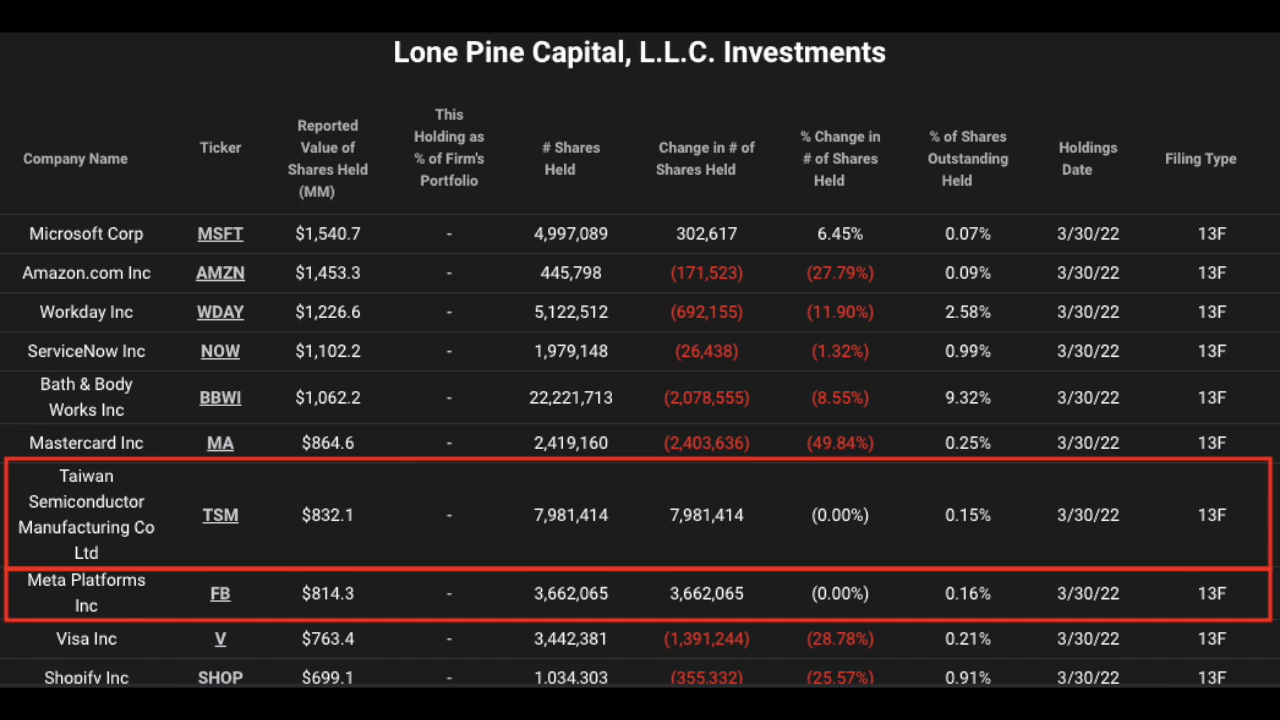 Lone Pine Capital, L.L.C. Investments
Company Name Ticker Reported Value of Shares Held (MM) This Holding as % of Firm's Portfolio # Shares Held Change in # of Shares Held % Change in # of Shares Held % of Shares Outstanding Held Holdings Date Filing Type
Microsoft Corp MSFT $1,540.7 - 4,997,089 302,617 6.45% 0.07% 3/30/22 13F
Amazon.com Inc AMZN $1,453.3 - 445,798 (171,523) (27.79%) 0.09% 3/30/22 13F
Workday Inc WDAY $1,226.6 - 5,122,512 (692,155) (11.90%) 2.58% 3/30/22 13F
ServiceNow Inc NOW $1,102.2 - 1,979,148 (26,438) (1.32%) 0.99% 3/30/22 13F
Bath & Body Works Inc BBWI $1,062.2 - 22,221,713 (2,078,555) (8.55%) 9.32% 3/30/22 13F
Mastercard Inc MA $864.6 - 2,419,160 (2,403,636) (49.84%) 0.25% 3/30/22 13F
Taiwan Semiconductor Manufacturing Co Ltd TSM $832.1 - 7,981,414 7,981,414 (0.00%) 0.15% 3/30/22 13F
Meta Platforms Inc FB $814.3 - 3,662,065 3,662,065 (0.00%) 0.16% 3/30/22 13F
Visa Inc V $763.4 - 3,442,381 (1,391,244) (28.78%) 0.21% 3/30/22 13F
Shopify Inc SHOP $699.1 - 1,034,303 (355,332) (25.57%) 0.91% 3/30/22 13F